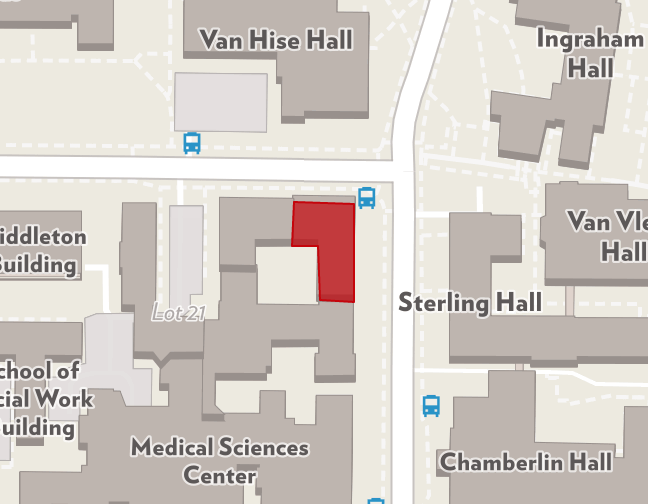 Van Hise Hall
Ingraham
Hall
iddleton
Building
Van Vle
Hall
Sterling Hall
Lot 21
chool of
cial Work
uilding
Medical Sciences
Center
Chamberlin Hall